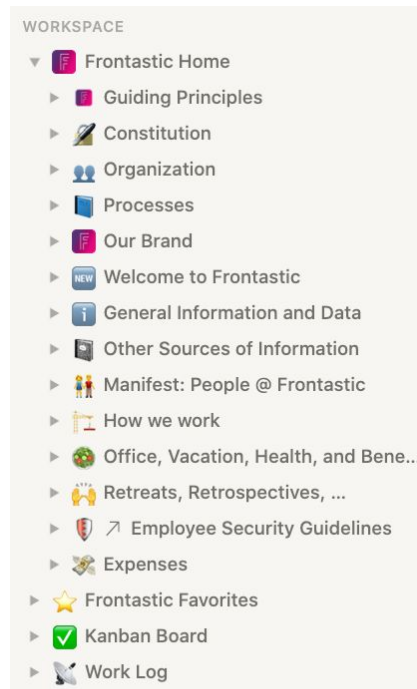 WORKSPACE
Frontastic Home
Guiding Principles
Constitution
Organization
Processes
Our Brand
NEW Welcome to Frontastic
General Information and Data
Other Sources of Information
Manifest: People @ Frontastic
How we work
Office, Vacation, Health, and Bene...
Retreats, Retrospectives, ...
Employee Security Guidelines
Expenses
Frontastic Favorites
Kanban Board
Work Log